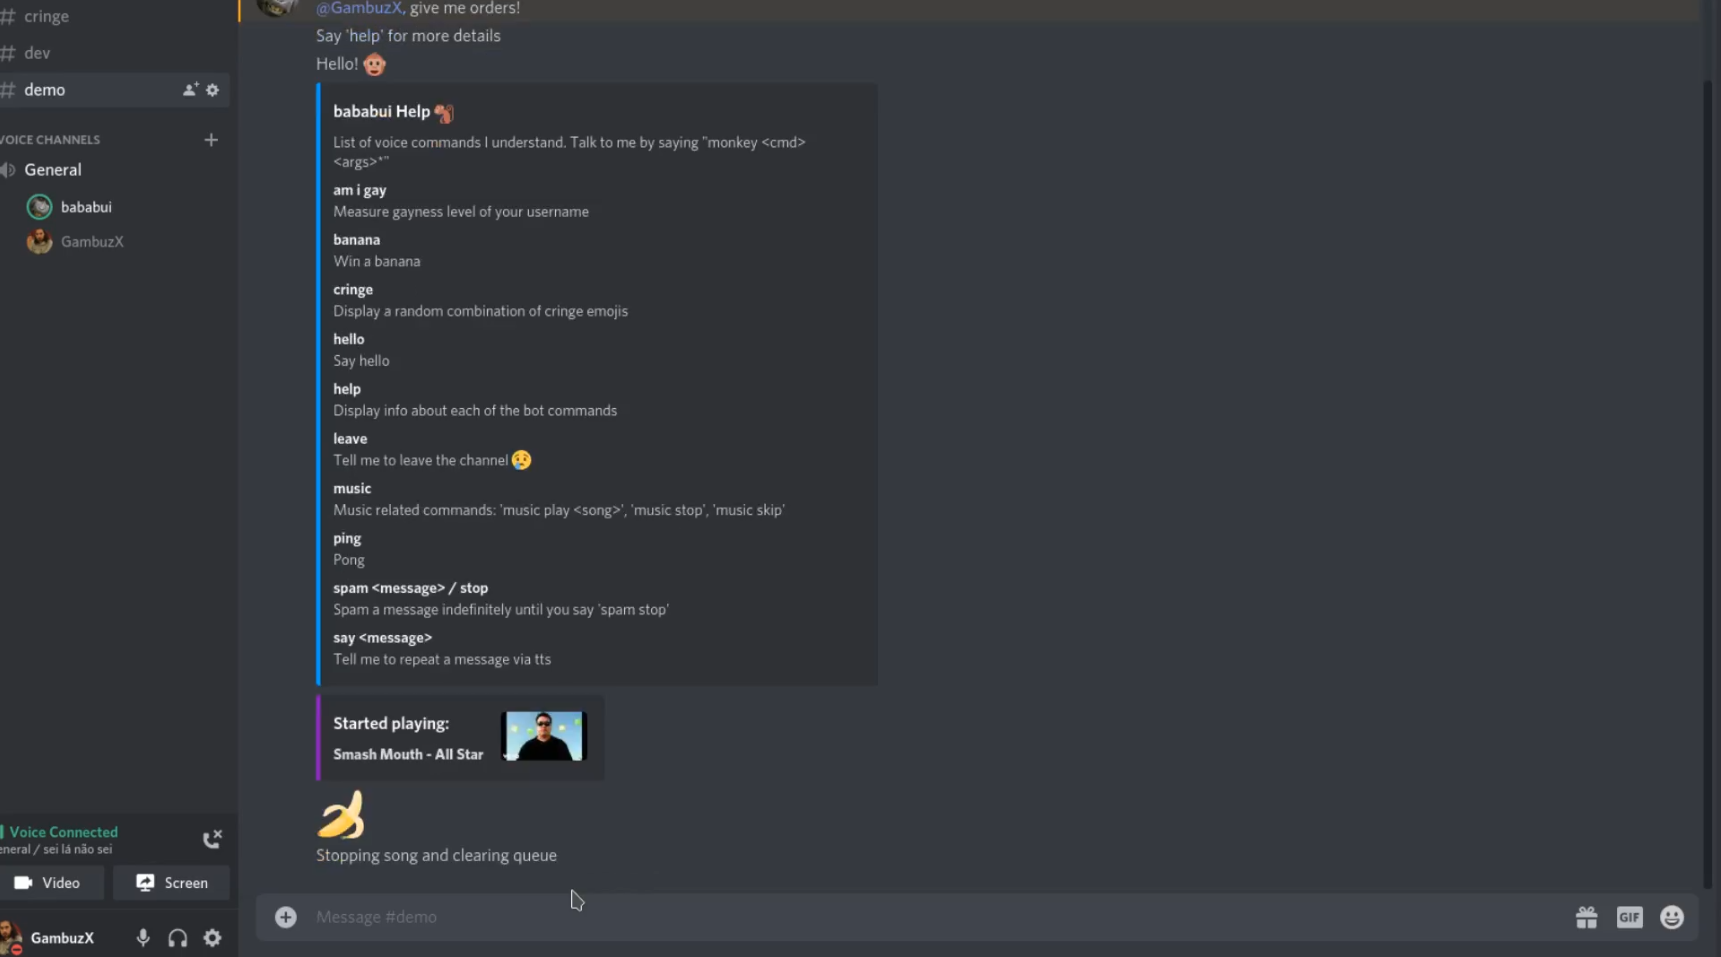 # cringe
# dev
# demo
VOICE CHANNELS
General
bababui
GambuzX
Voice Connected
eneral / sei lá não sei
Video
Screen
GambuzX
@GambuzX, give me orders!
Say 'help' for more details
Hello!
bababui Help
List of voice commands I understand. Talk to me by saying "monkey <cmd>
<args>*"
am i gay
Measure gayness level of your username
banana
Win a banana
cringe
Display a random combination of cringe emojis
hello
Say hello
help
Display info about each of the bot commands
leave
Tell me to leave the channel
music
Music related commands: 'music play <song>', 'music stop', 'music skip'
ping
Pong
spam <message> / stop
Spam a message indefinitely until you say 'spam stop'
say <message>
Tell me to repeat a message via tts
Started playing:
Smash Mouth - All Star
Stopping song and clearing queue
Message #demo
GIF